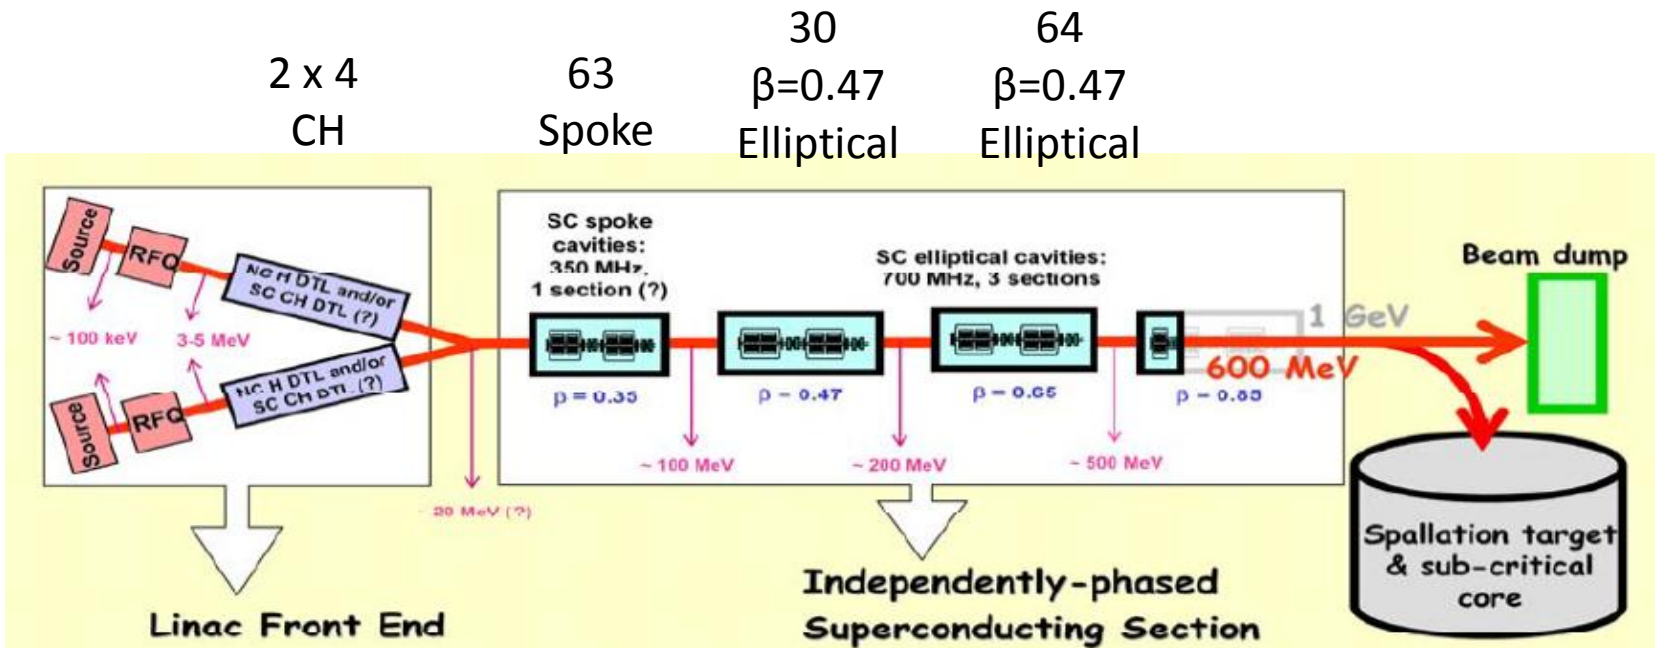 2 x 4
CH
63
Spoke
30
β=0.47
Elliptical
64
β=0.47
Elliptical
Source
RFQ
NC H DTL and/or
SC CH DTL (?)
~ 100 keV
3-5 MeV
Source
RFQ
NC H DTL and/or
SC CH DTL (?)
~ 20 MeV (?)
Linac Front End
SC spoke
cavities:
350 MHz,
1 section (?)
SC elliptical cavities:
700 MHz, 3 sections
β = 0.35
β = 0.47
β = 0.65
β = 0.85
~ 100 MeV
~ 200 MeV
~ 500 MeV
1 GeV
600 MeV
Independently-phased
Superconducting Section
Beam dump
Spallation target
& sub-critical
core